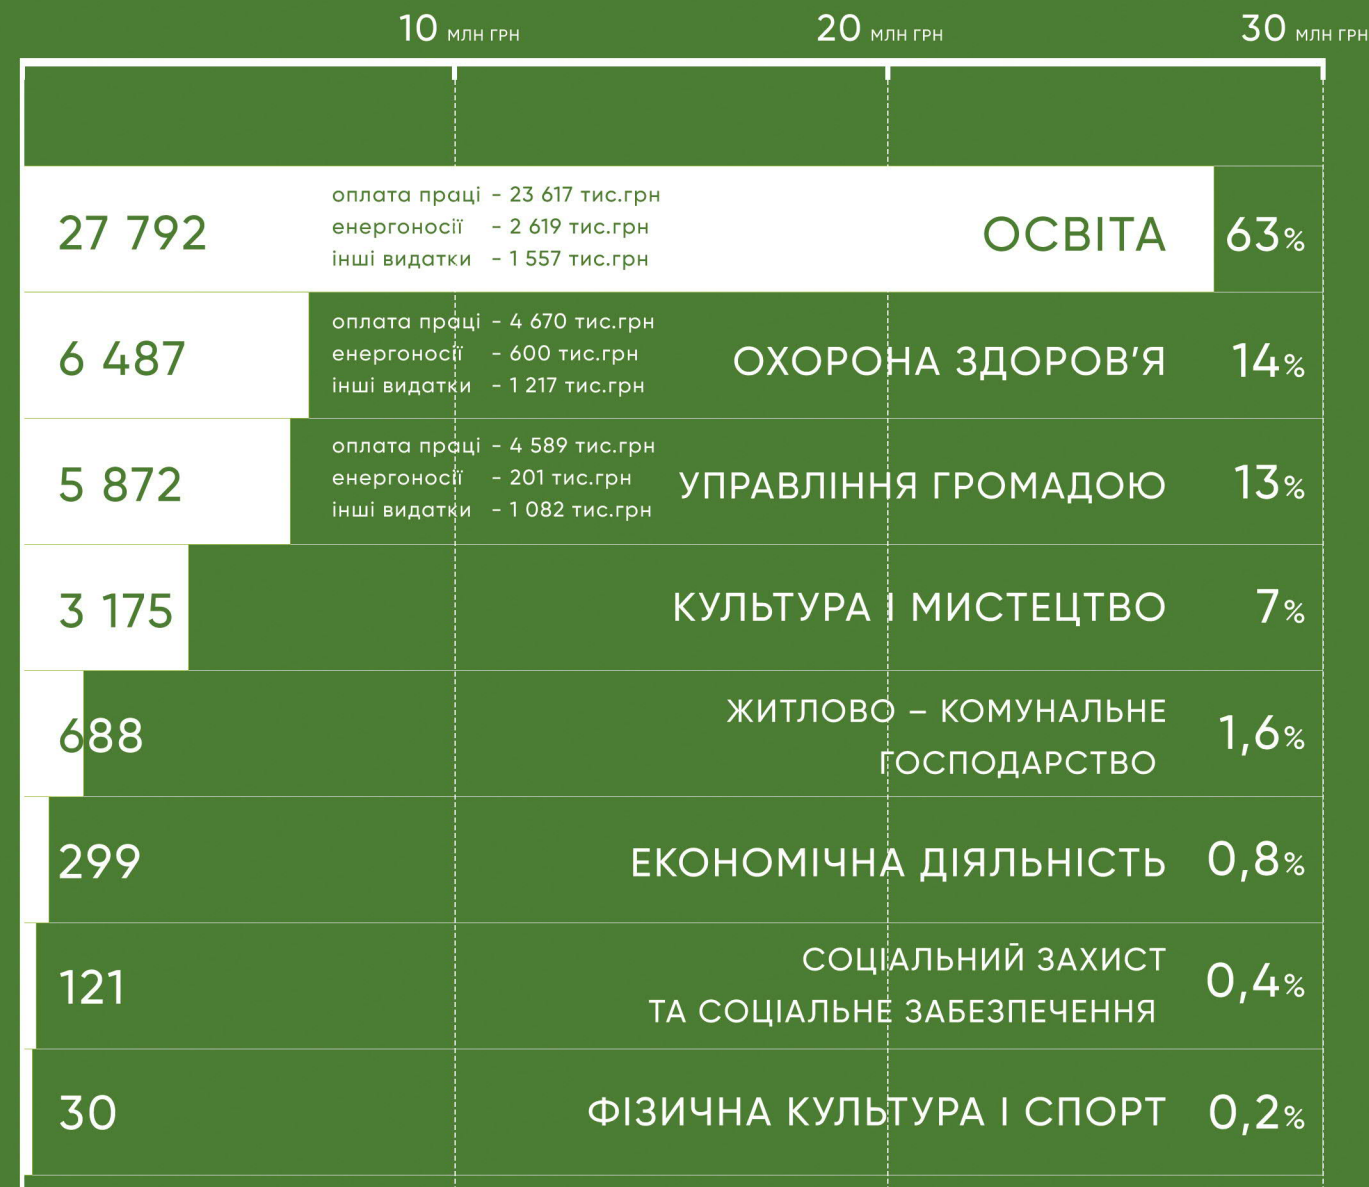 10 МЛН ГРН 20 МЛН ГРН 30 МЛН ГРН
27 792
оплата праці - 23 617 тис.грн
енергоносії - 2 619 тис.грн
інші видатки - 1 557 тис.грн
ОСВІТА
63%
6 487
оплата праці - 4 670 тис.грн
енергоносії - 600 тис.грн
інші видатки - 1 217 тис.грн
ОХОРОНА ЗДОРОВ’Я
14%
5 872
оплата праці - 4 589 тис.грн
енергоносії - 201 тис.грн
інші видатки - 1 082 тис.грн
УПРАВЛІННЯ ГРОМАДОЮ
13%
3 175
КУЛЬТУРА І МИСТЕЦТВО
7%
688
ЖИТЛОВО – КОМУНАЛЬНЕ
ГОСПОДАРСТВО
1,6%
299
ЕКОНОМІЧНА ДІЯЛЬНІСТЬ
0,8%
121
СОЦІАЛЬНИЙ ЗАХИСТ
ТА СОЦІАЛЬНЕ ЗАБЕЗПЕЧЕННЯ
0,4%
30
ФІЗИЧНА КУЛЬТУРА І СПОРТ
0,2%